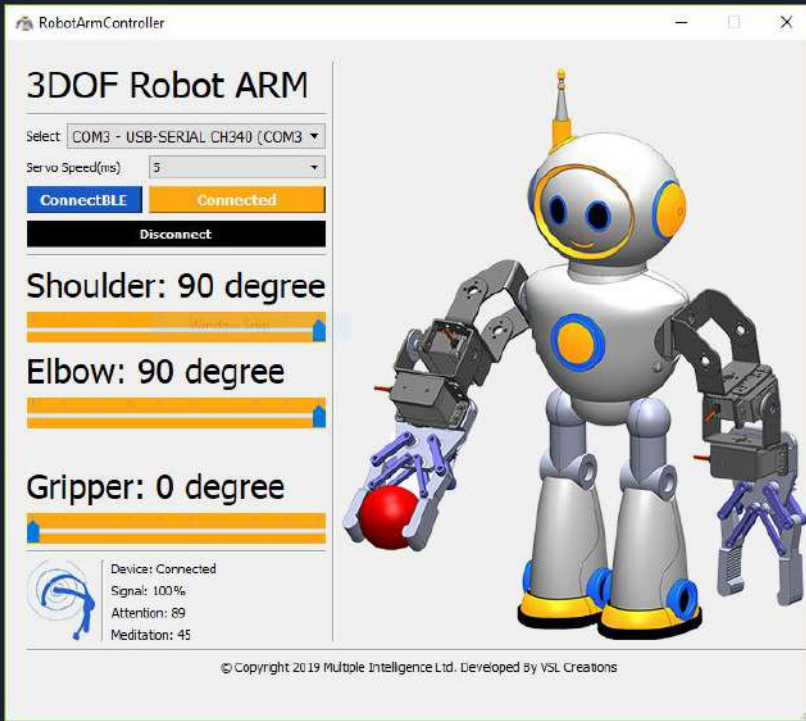 RobotArmController
3DOF Robot ARM
Select COM3 - USB-SERIAL CH340 (COM3
Servo Speed(ms) 5
ConnectBLE Connected
Disconnect
Shoulder: 90 degree
Window Snip
Elbow: 90 degree
Gripper: 0 degree
Device: Connected
Signal: 100%
Attention: 89
Meditation: 45
© Copyright 2019 Multiple Intelligence Ltd. Developed By VSL Creations